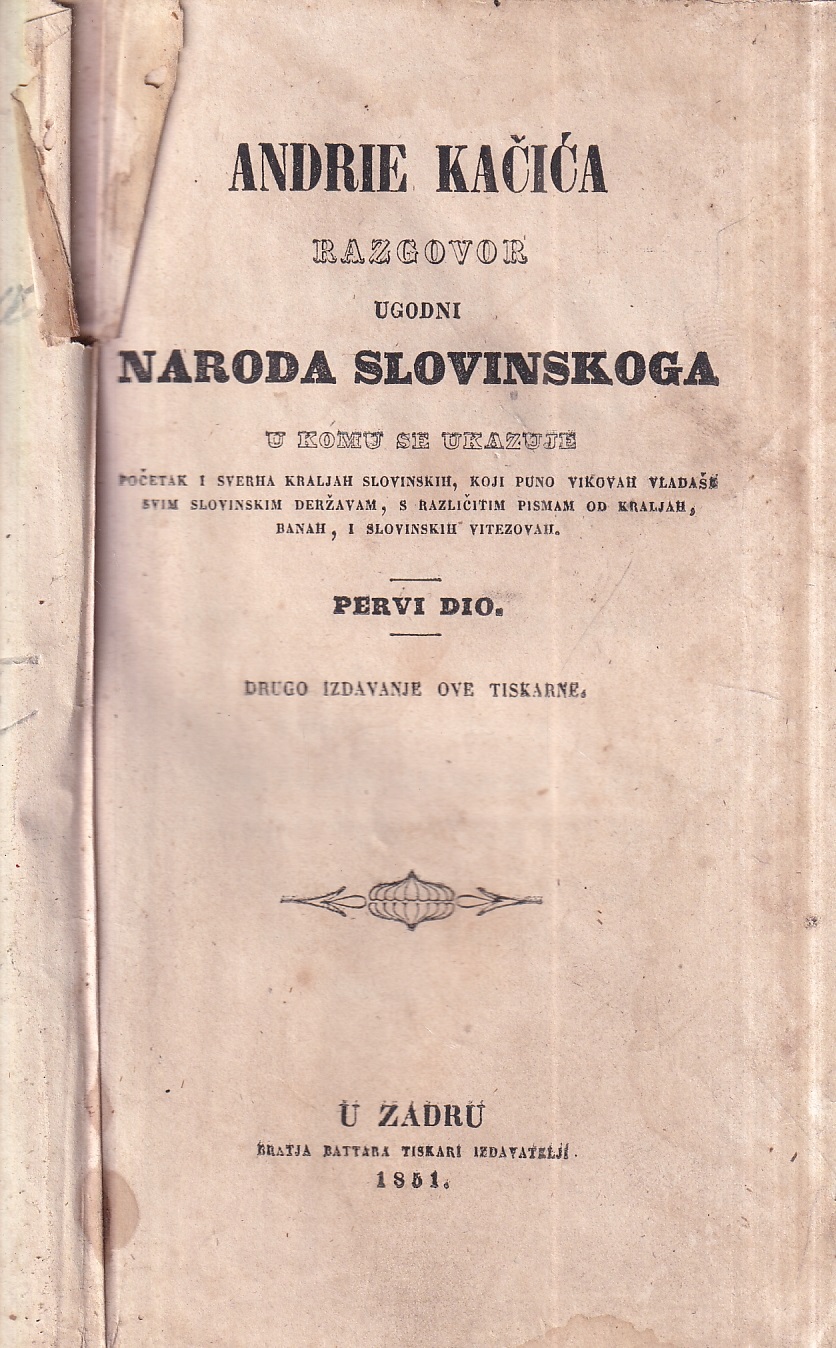 ANDRIE KAČIĆA
RAZGOVOR
UGODNI
NARODA SLOVINSKOGA
U KOMU SE UKAZUJE
POČETAK I SVERHA KRALJAH SLOVINSKIH, KOJI PUNO VIKOVAH VLADAŠE
SVIM SLOVINSKIM DERŽAVAM, S RAZLIČITIM PISMAM OD KRALJAH,
BANAH, I SLOVINSKIH VITEZOVAH.
PERVI DIO.
DRUGO IZDAVANJE OVE TISKARNE.
U ZADRU
BRATJA BATTARA TISKARI IZDAVATELJI.
1851.